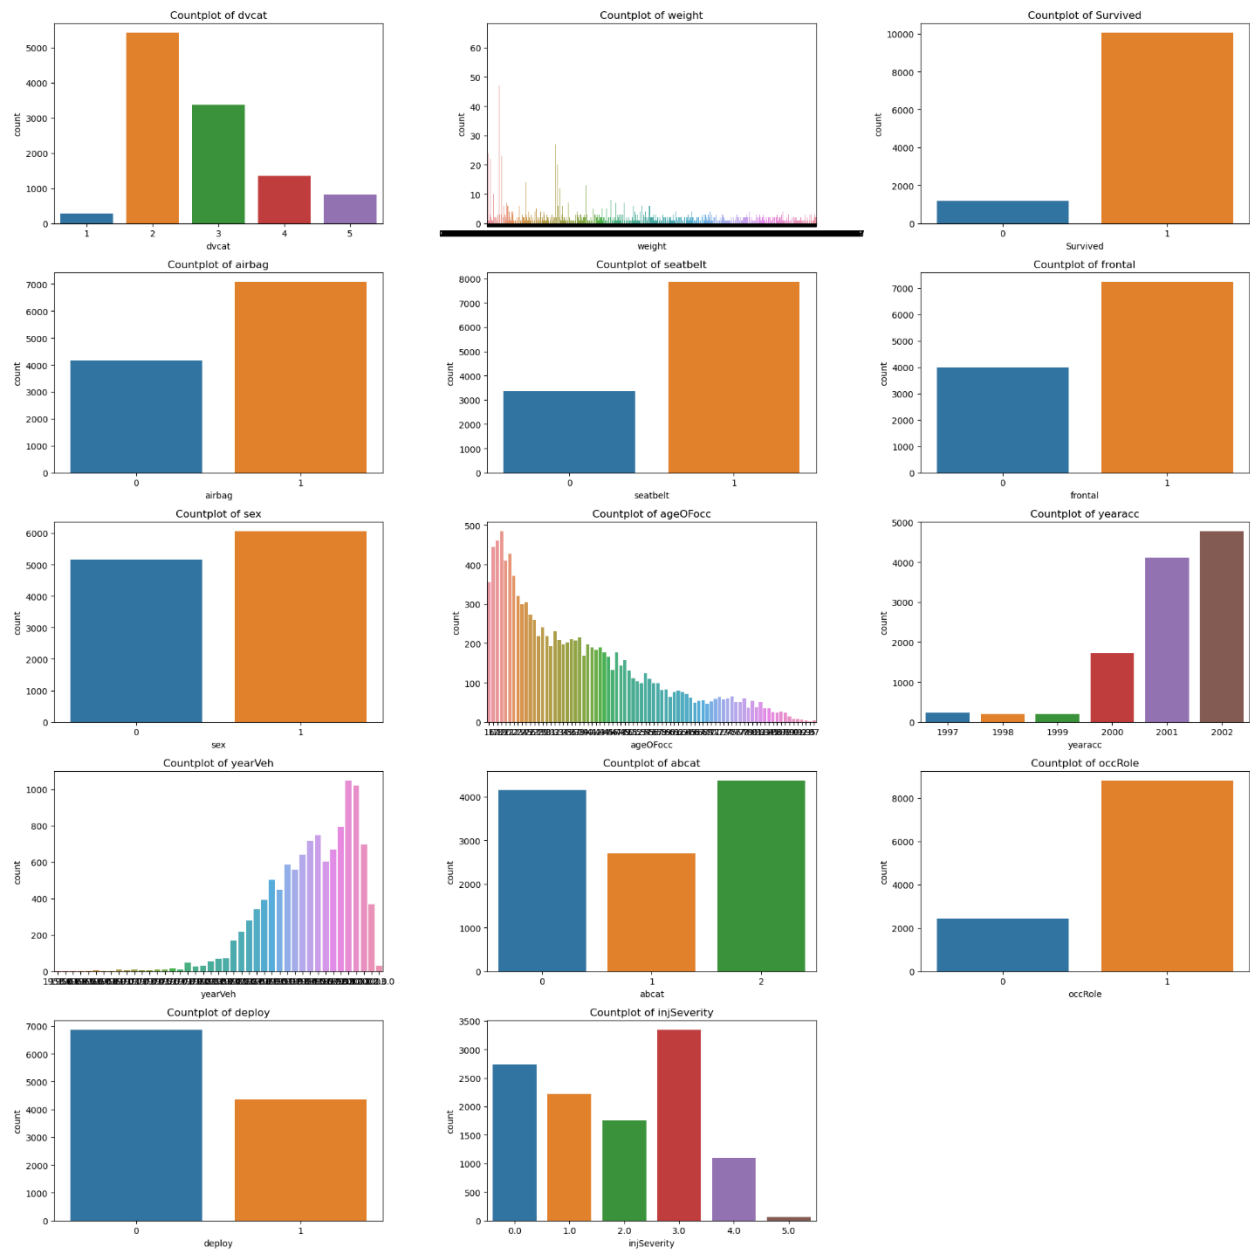 Countplot of dvcat
count
5000
4000
3000
2000
1000
0
1 2 3 4 5
dvcat
Countplot of weight
count
60
50
40
30
20
10
0
weight
Countplot of Survived
count
10000
8000
6000
4000
2000
0
0 1
Survived
Countplot of airbag
count
7000
6000
5000
4000
3000
2000
1000
0
0 1
airbag
Countplot of seatbelt
count
8000
7000
6000
5000
4000
3000
2000
1000
0
0 1
seatbelt
Countplot of frontal
count
7000
6000
5000
4000
3000
2000
1000
0
0 1
frontal
Countplot of sex
count
6000
5000
4000
3000
2000
1000
0
0 1
sex
Countplot of ageOFocc
count
500
400
300
200
100
0
ageOFocc
Countplot of yearacc
count
5000
4000
3000
2000
1000
0
1997 1998 1999 2000 2001 2002
yearacc
Countplot of yearVeh
count
1000
800
600
400
200
0
yearVeh
Countplot of abcat
count
4000
3000
2000
1000
0
0 1 2
abcat
Countplot of occRole
count
8000
6000
4000
2000
0
0 1
occRole
Countplot of deploy
count
7000
6000
5000
4000
3000
2000
1000
0
0 1
deploy
Countplot of injSeverity
count
3500
3000
2500
2000
1500
1000
500
0
0.0 1.0 2.0 3.0 4.0 5.0
injSeverity